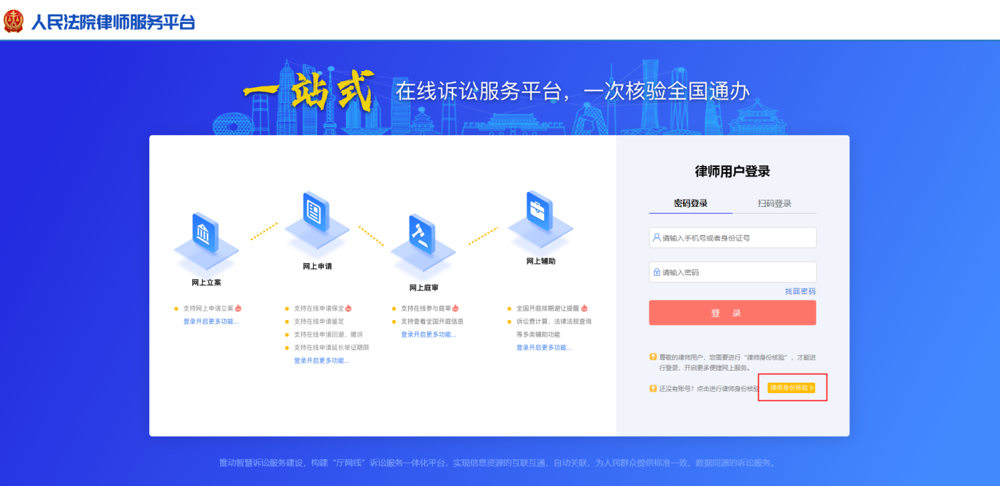 人民法院律师服务平台
一站式 在线诉讼服务平台，一次核验全国通办
律师用户登录
密码登录 扫码登录
请输入手机号或者身份证号
请输入密码
找回密码
登 录
尊敬的律师用户，您需要进行“律师身份核验”，才能进
行登录，开启更多便捷网上服务。
还没有账号？点击进行律师身份核验 律师身份核验 >
网上立案
支持网上申请立案
登录开启更多功能...
网上申请
支持在线申请保全
支持在线申请鉴定
支持在线申请回避、撤诉
支持在线申请延长举证期限
登录开启更多功能...
网上庭审
支持在线参与庭审
支持查看全国开庭信息
登录开启更多功能...
网上辅助
全国开庭排期避让提醒
诉讼费计算、法律法规查询
等多类辅助功能
登录开启更多功能...
推动智慧诉讼服务建设，构建“厅网线”诉讼服务一体化平台，实现信息资源的互联互通、自动关联，为人民群众提供标准一致、数据同源的诉讼服务。